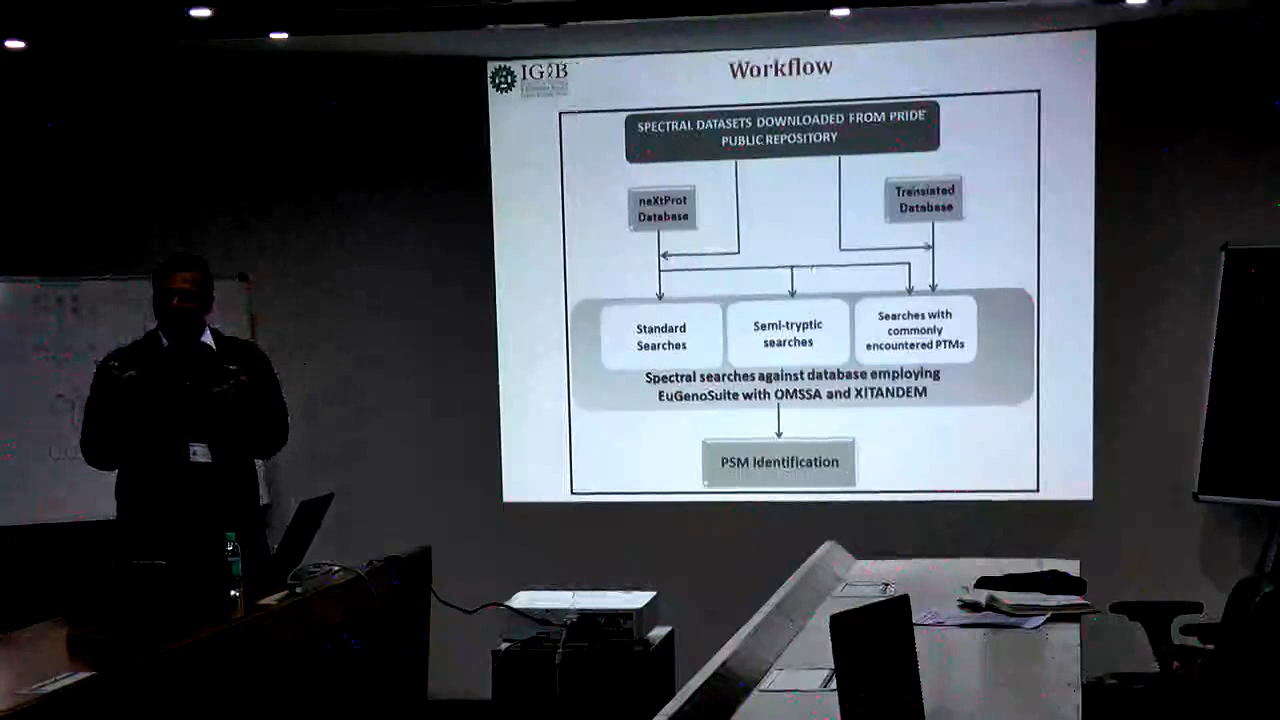 IGIB
Workflow
SPECTRAL DATASETS DOWNLOADED FROM PRIDE
PUBLIC REPOSITORY
neXtProt
Database
Translated
Database
Standard
Searches
Semi-tryptic
searches
Searches with
commonly
encountered PTMs
Spectral searches against database employing
EuGenoSuite with OMSSA and X!TANDEM
PSM Identification